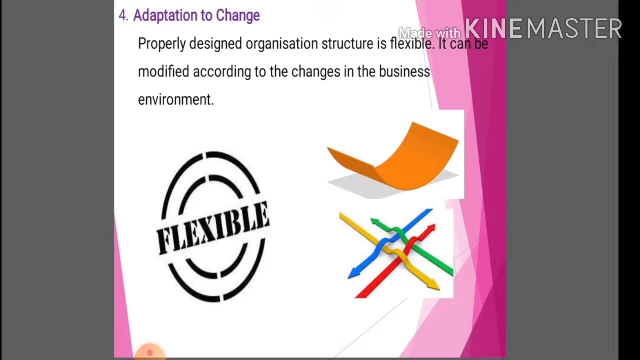 4. Adaptation to Change
Made with KINEMASTER
Properly designed organisation structure is flexible. It can be
modified according to the changes in the business
environment.
FLEXIBLE